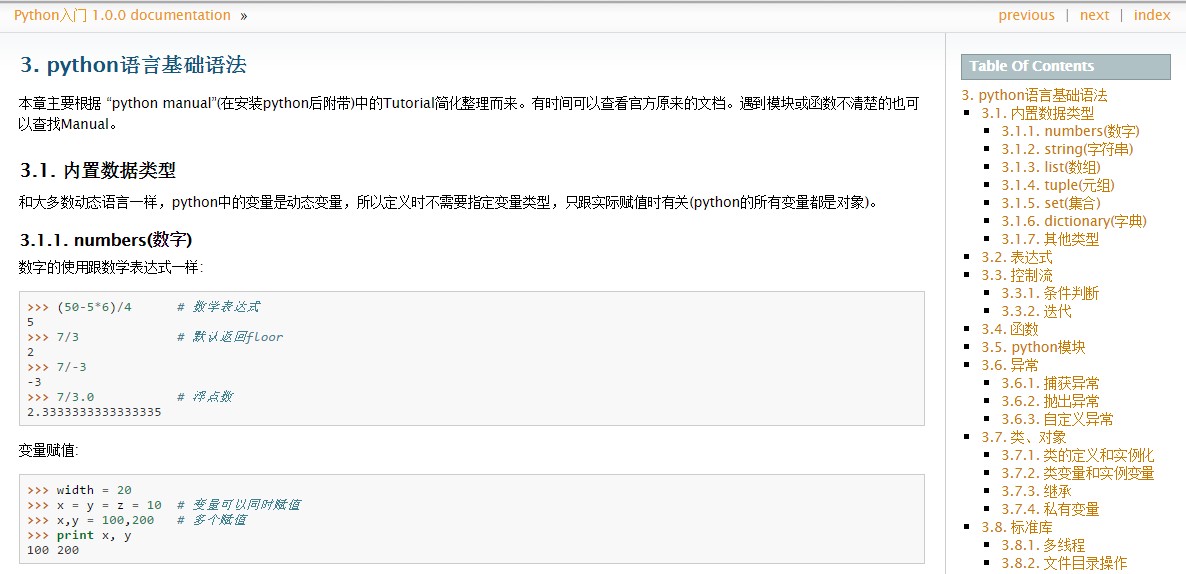 Python入门 1.0.0 documentation »
previous | next | index
3. python语言基础语法
本章主要根据 “python manual”(在安装python后附带)中的Tutorial简化整理而来。有时间可以查看官方原来的文档。遇到模块或函数不清楚的也可
以查找Manual。
3.1. 内置数据类型
和大多数动态语言一样，python中的变量是动态变量，所以定义时不需要指定变量类型，只跟实际赋值时有关(python的所有变量都是对象)。
3.1.1. numbers(数字)
数字的使用跟数学表达式一样:
>>> (50-5*6)/4 # 数学表达式
5
>>> 7/3 # 默认返回floor
2
>>> 7/-3
-3
>>> 7/3.0 # 浮点数
2.3333333333333335
变量赋值:
>>> width = 20
>>> x = y = z = 10 # 变量可以同时赋值
>>> x,y = 100,200 # 多个赋值
>>> print x, y
100 200
Table Of Contents
3. python语言基础语法
3.1. 内置数据类型
3.1.1. numbers(数字)
3.1.2. string(字符串)
3.1.3. list(数组)
3.1.4. tuple(元组)
3.1.5. set(集合)
3.1.6. dictionary(字典)
3.1.7. 其他类型
3.2. 表达式
3.3. 控制流
3.3.1. 条件判断
3.3.2. 迭代
3.4. 函数
3.5. python模块
3.6. 异常
3.6.1. 捕获异常
3.6.2. 抛出异常
3.6.3. 自定义异常
3.7. 类、对象
3.7.1. 类的定义和实例化
3.7.2. 类变量和实例变量
3.7.3. 继承
3.7.4. 私有变量
3.8. 标准库
3.8.1. 多线程
3.8.2. 文件目录操作